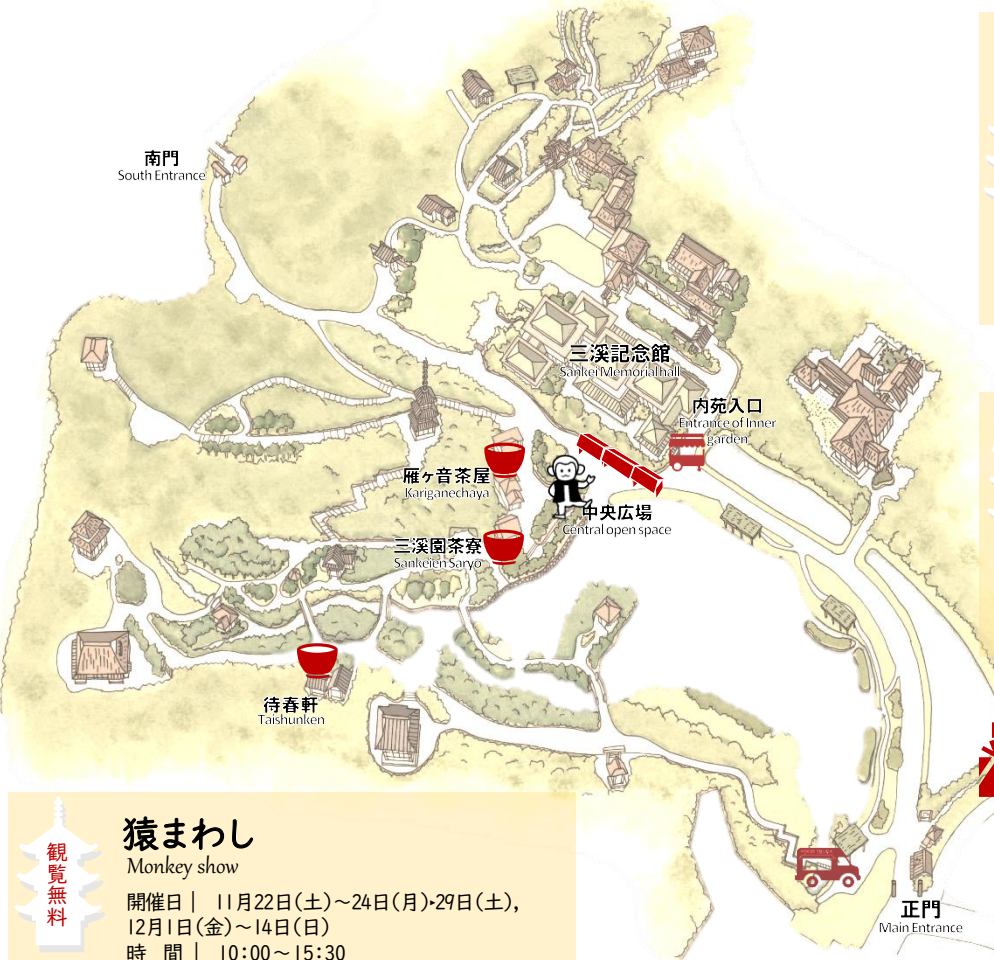 南門
South Entrance
三溪記念館
Sankei Memorial hall
内苑入口
Entrance of Inner
garden
雁ヶ音茶屋
Kariganechaya
中央広場
Central open space
三溪園茶寮
Sankeien Saryo
待春軒
Taishunken
正門
Main Entrance
観覧無料
猿まわし
Monkey show
開催日｜ 11月22日(土)～24日(月)・29日(土),
12月1日(金)～14日(日)
時 間｜ 10:00～15:30